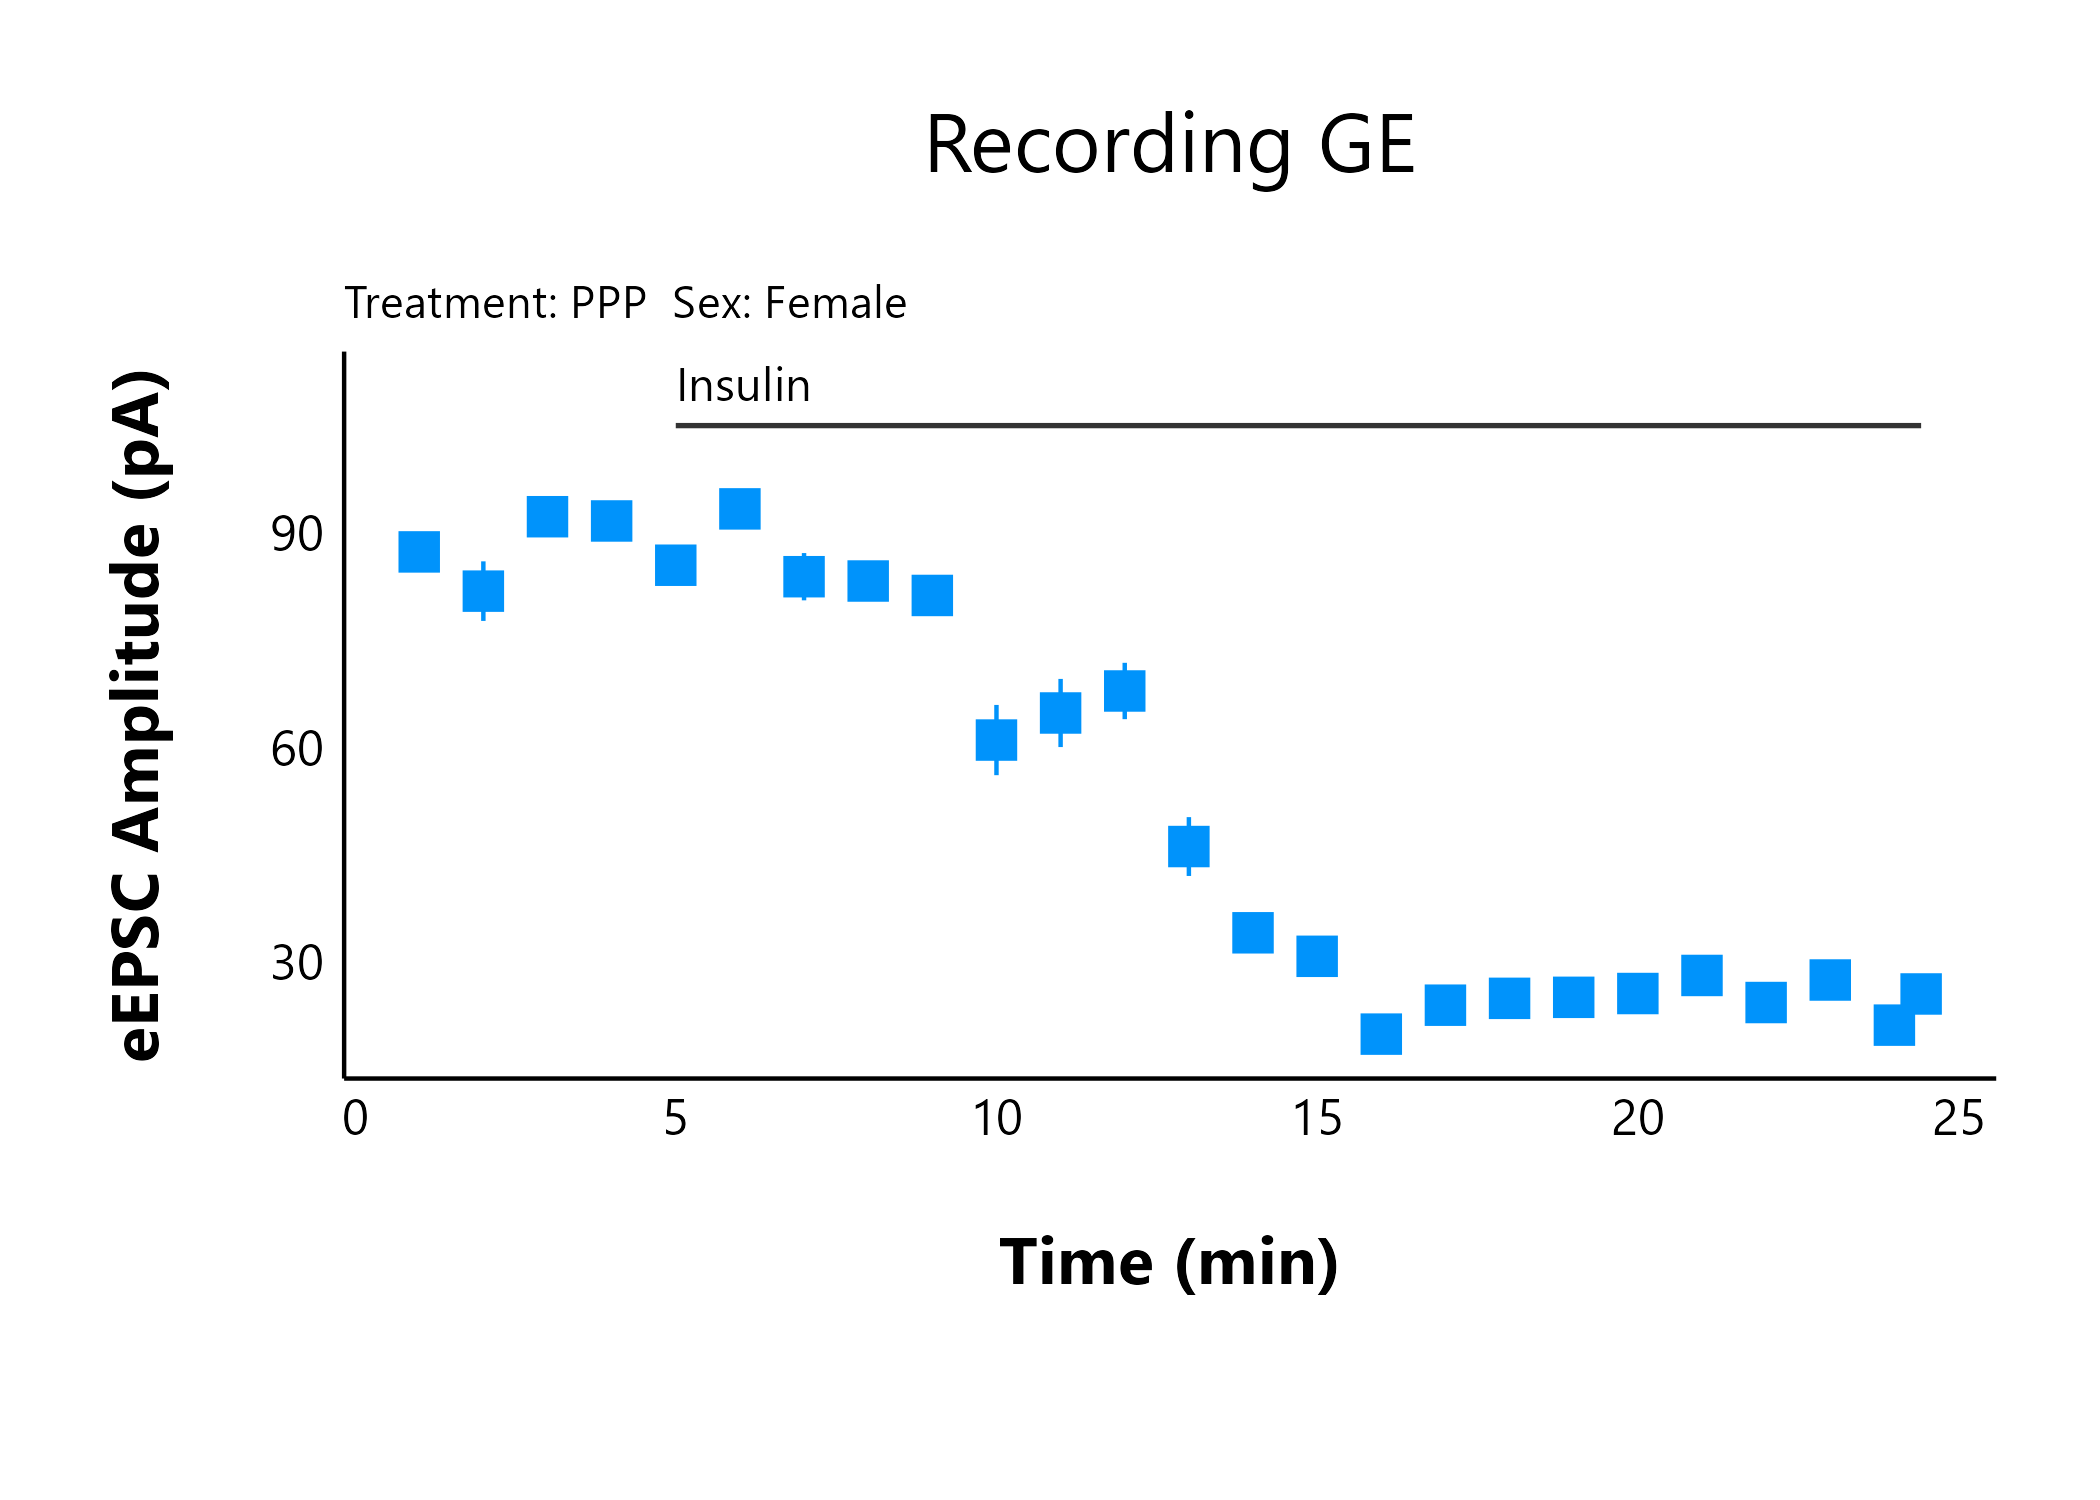 Recording GE
Treatment: PPP  Sex: Female
Insulin
eEPSC Amplitude (pA)
90
60
30
0 5 10 15 20 25
Time (min)